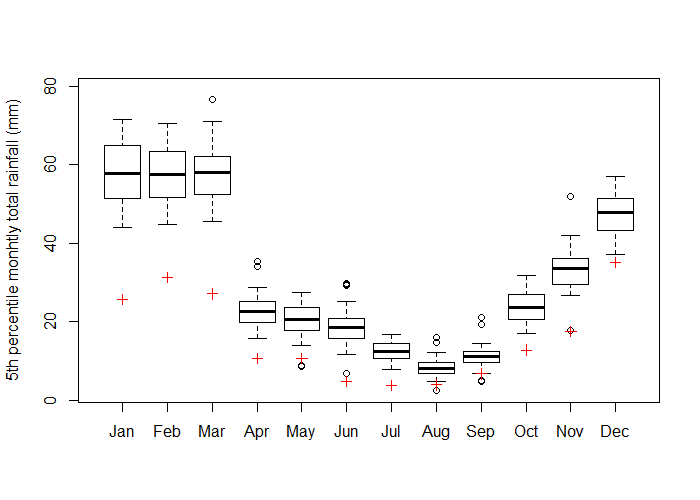 5th percentile monhtly total rainfall (mm)
80
60
40
20
0
Jan Feb Mar Apr May Jun Jul Aug Sep Oct Nov Dec